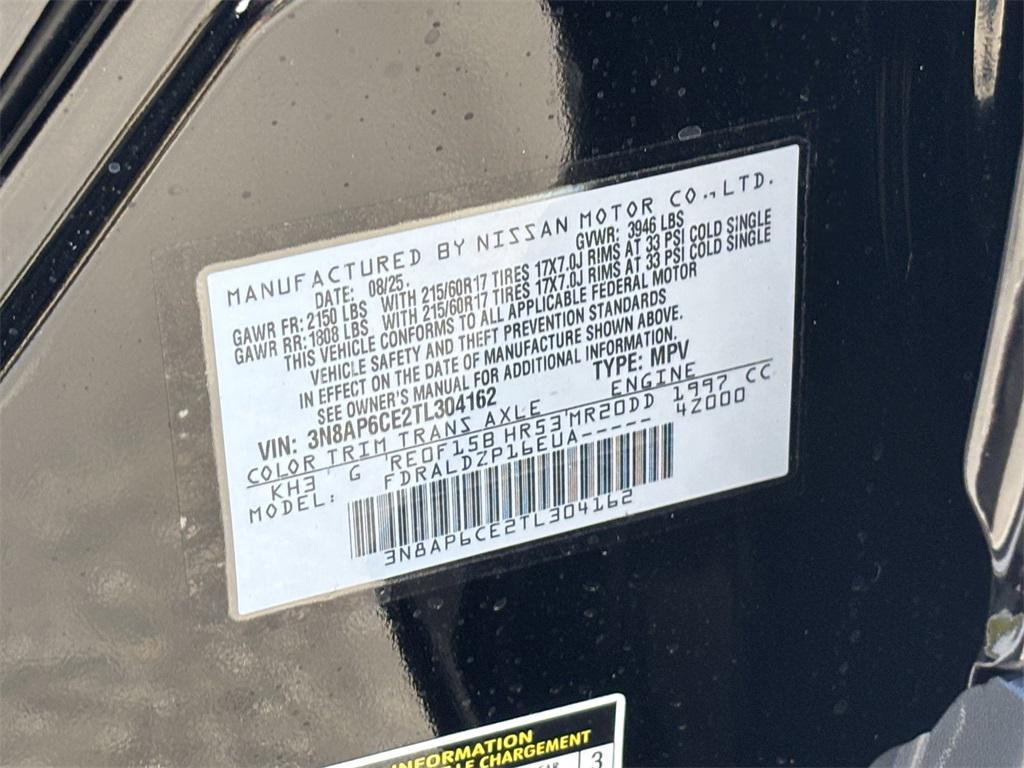 MANUFACTURED BY NISSAN MOTOR CO., LTD.
DATE, 08/25. GVWR: 3946 LBS
GAWR FR: 2150 LBS WITH 215/60R17 TIRES 17X7.0J RIMS AT 33 PSI COLD SINGLE
GAWR RR: 1808 LBS WITH 215/60R17 TIRES 17X7.0J RIMS AT 33 PSI COLD SINGLE
THIS VEHICLE CONFORMS TO ALL APPLICABLE FEDERAL MOTOR
VEHICLE SAFETY AND THEFT PREVENTION STANDARDS
IN EFFECT ON THE DATE OF MANUFACTURE SHOWN ABOVE.
SEE OWNER'S MANUAL FOR ADDITIONAL INFORMATION.
VIN: 3N8AP6CE2TL304162 TYPE: MPV
COLOR TRIM TRANS AXLE ENGINE
KH3 G RE0F15B HR53 MR20DD 1997 CC
MODEL: FDRALDZP16EUA----- 4Z000
3N8AP6CE2TL304162
INFORMATION
LE CHARGEMENT
3